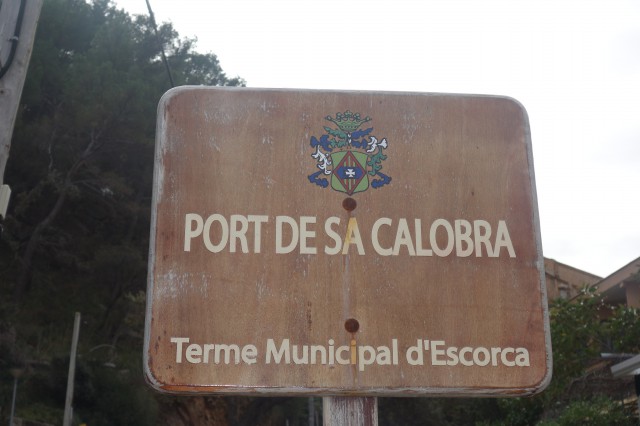 PORT DE SA CALOBRA
Terme Municipal d'Escorca